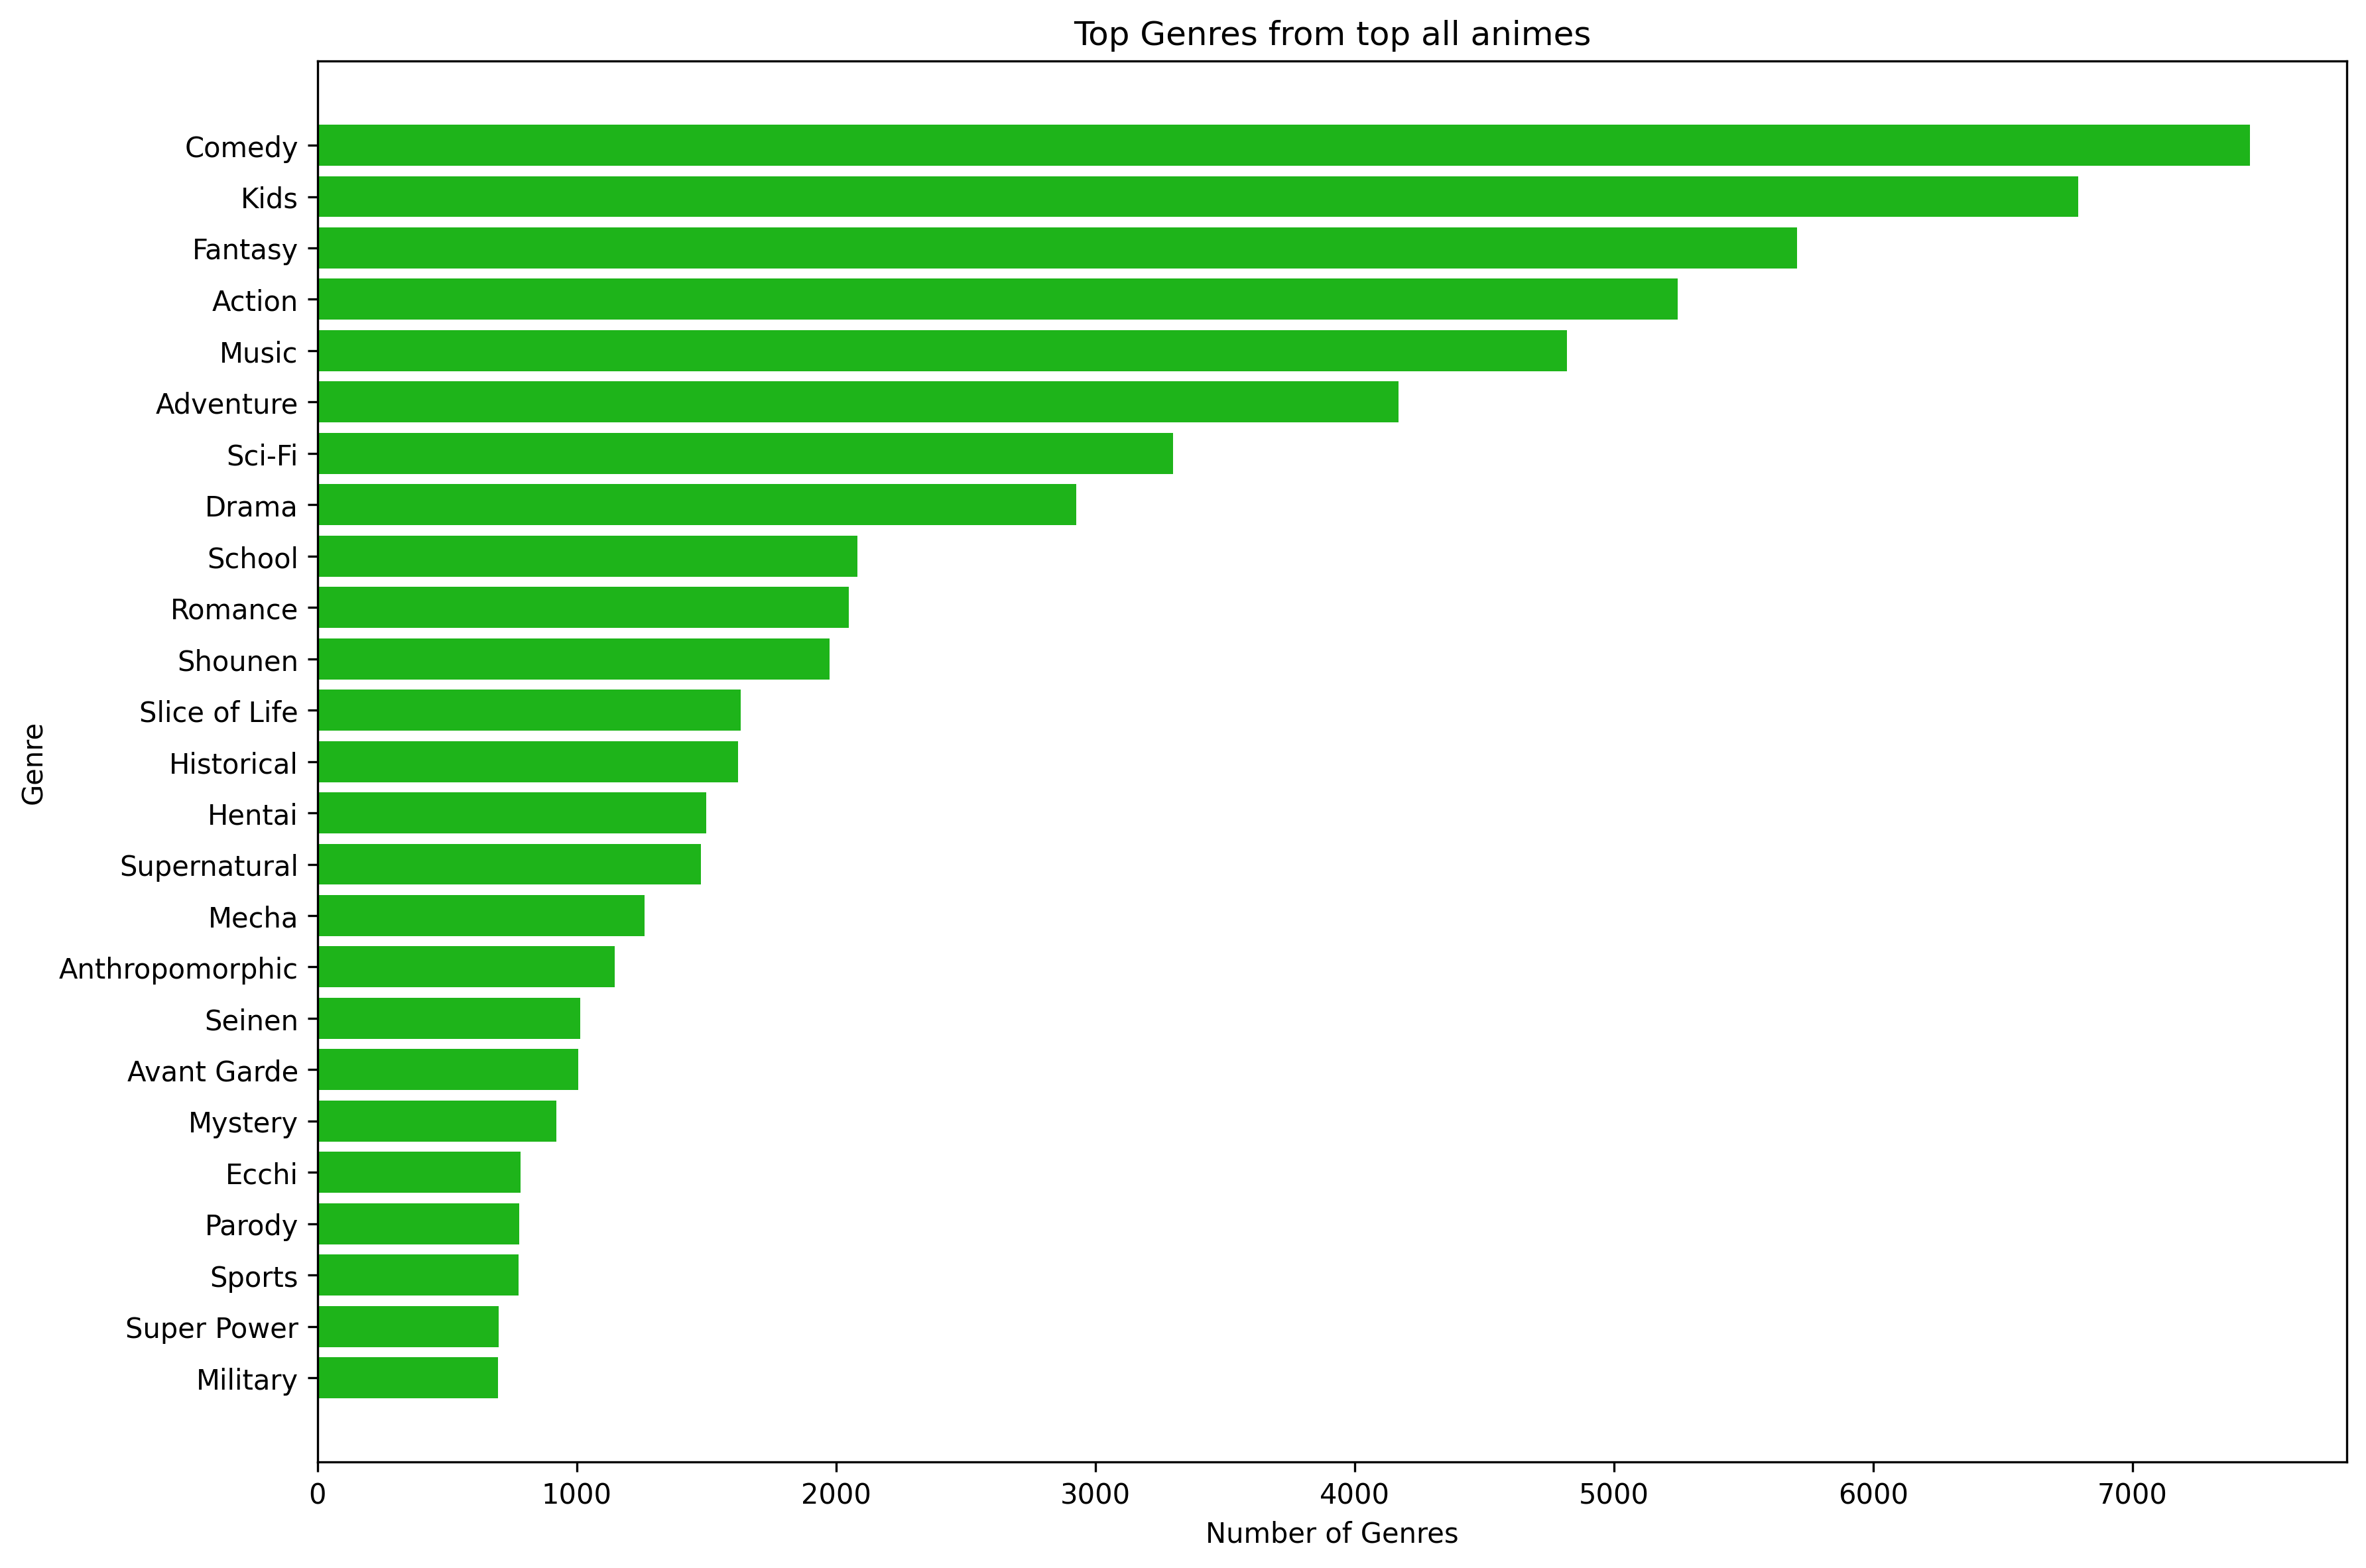 Top Genres from top all animes
Comedy
Kids
Fantasy
Action
Music
Adventure
Sci-Fi
Drama
School
Romance
Shounen
Slice of Life
Historical
Hentai
Supernatural
Mecha
Anthropomorphic
Seinen
Avant Garde
Mystery
Ecchi
Parody
Sports
Super Power
Military
Genre
0 1000 2000 3000 4000 5000 6000 7000
Number of Genres